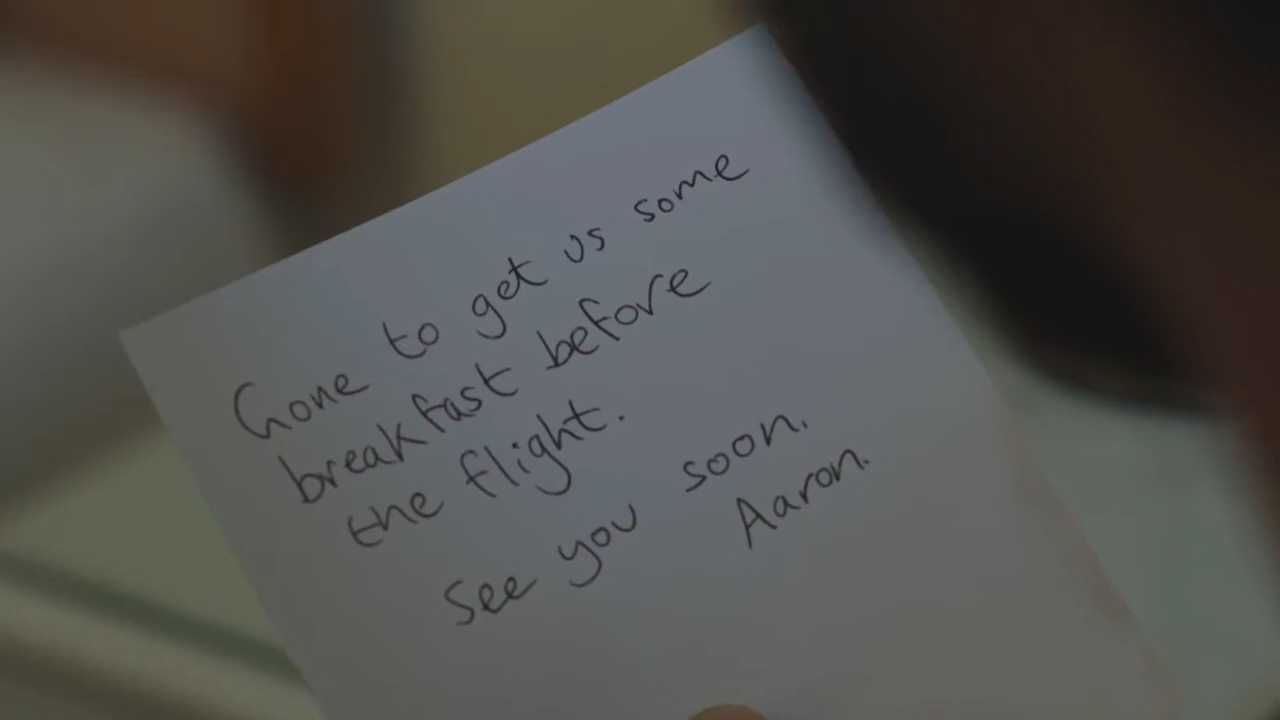 Gone to get us some
breakfast before
the flight.
See you soon.
Aaron.